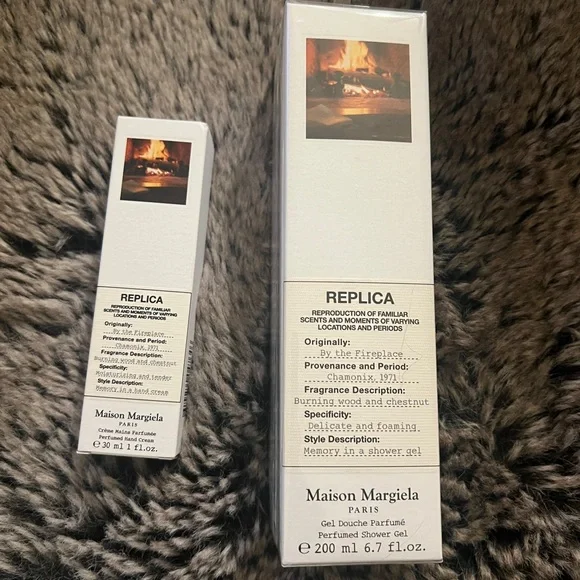 REPLICA
REPRODUCTION OF FAMILIAR
SCENTS AND MOMENTS OF VARYING
LOCATIONS AND PERIODS
Originally:
By the Fireplace
Provenance and Period:
Chamonix, 1971
Fragrance Description:
Burning wood and chestnut
Specificity:
Moisturizing and tender
Style Description:
Memory in a hand cream
Maison Margiela
PARIS
Crème Mains Parfumée
Perfumed Hand Cream
e 30 ml 1 fl.oz.
REPLICA
REPRODUCTION OF FAMILIAR
SCENTS AND MOMENTS OF VARYING
LOCATIONS AND PERIODS
Originally:
By the Fireplace
Provenance and Period:
Chamonix, 1971
Fragrance Description:
Burning wood and chestnut
Specificity:
Delicate and foaming
Style Description:
Memory in a shower gel
Maison Margiela
PARIS
Gel Douche Parfumé
Perfumed Shower Gel
e 200 ml 6.7 fl.oz.